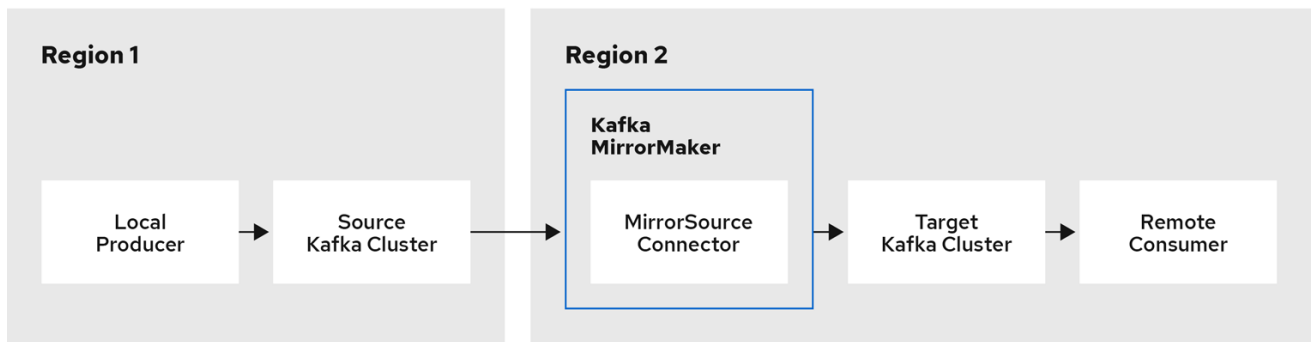 Region 1
Region 2
Kafka
MirrorMaker
Local
Producer
Source
Kafka Cluster
MirrorSource
Connector
Target
Kafka Cluster
Remote
Consumer